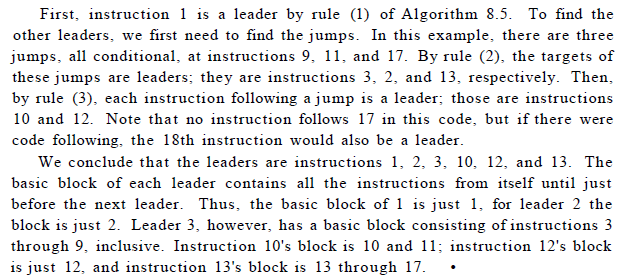 First, instruction 1 is a leader by rule (1) of Algorithm 8.5. To find the
other leaders, we first need to find the jumps. In this example, there are three
jumps, all conditional, at instructions 9, 11, and 17. By rule (2), the targets of
these jumps are leaders; they are instructions 3, 2, and 13, respectively. Then,
by rule (3), each instruction following a jump is a leader; those are instructions
10 and 12. Note that no instruction follows 17 in this code, but if there were
code following, the 18th instruction would also be a leader.
We conclude that the leaders are instructions 1, 2, 3, 10, 12, and 13. The
basic block of each leader contains all the instructions from itself until just
before the next leader. Thus, the basic block of 1 is just 1, for leader 2 the
block is just 2. Leader 3, however, has a basic block consisting of instructions 3
through 9, inclusive. Instruction 10's block is 10 and 11; instruction 12's block
is just 12, and instruction 13's block is 13 through 17. •